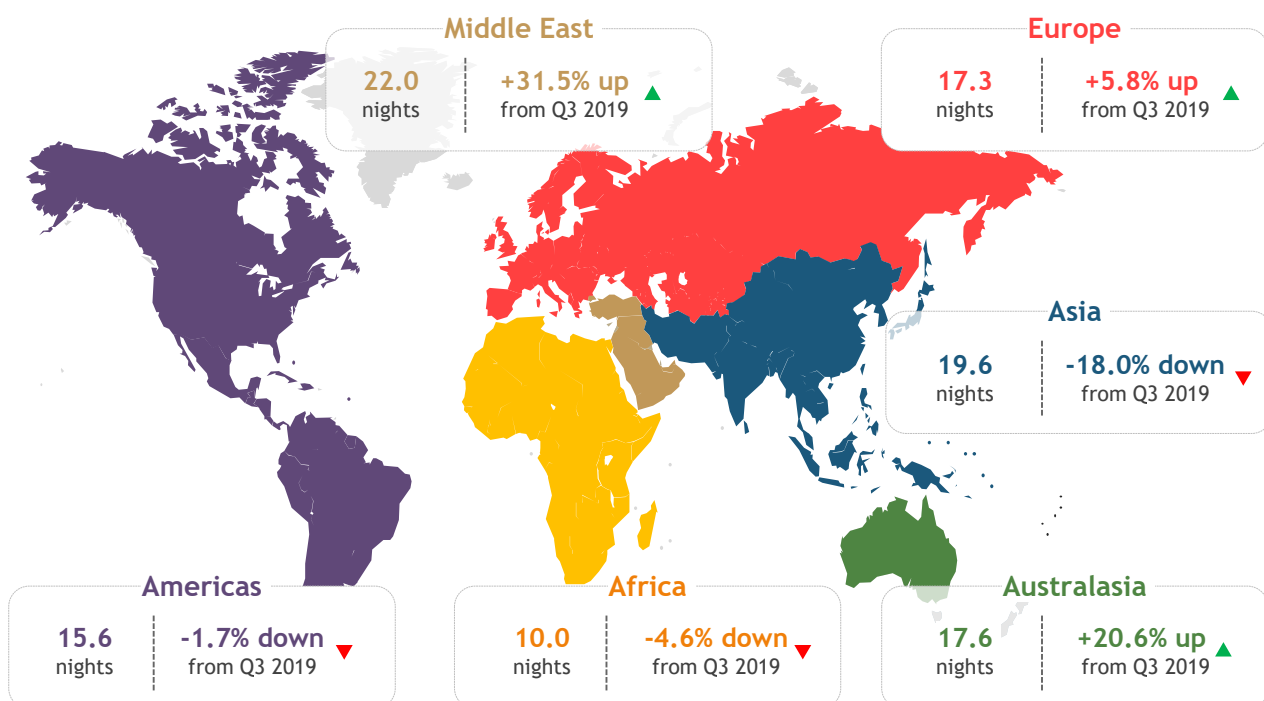 Middle East
22.0
nights
+31.5% up
from Q3 2019
Europe
17.3
nights
+5.8% up
from Q3 2019
Asia
19.6
nights
-18.0% down
from Q3 2019
Americas
15.6
nights
-1.7% down
from Q3 2019
Africa
10.0
nights
-4.6% down
from Q3 2019
Australasia
17.6
nights
+20.6% up
from Q3 2019